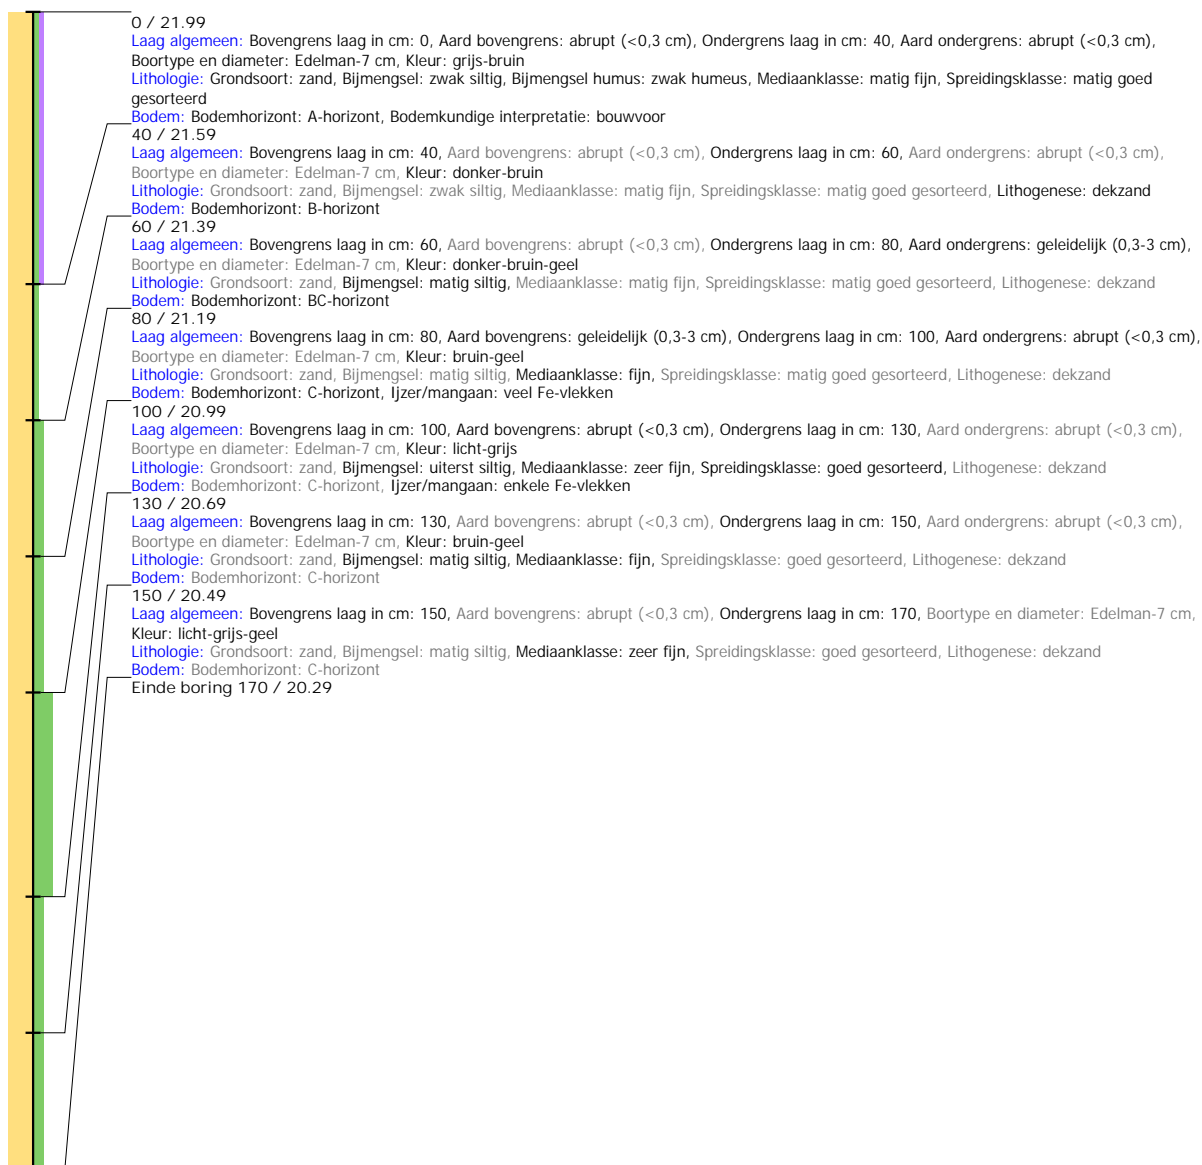 0 / 21.99
Laag algemeen: Bovengrens laag in cm: 0, Aard bovengrens: abrupt (<0,3 cm), Ondergrens laag in cm: 40, Aard ondergrens: abrupt (<0,3 cm),
Boortype en diameter: Edelman-7 cm, Kleur: grijs-bruin
Lithologie: Grondsoort: zand, Bijmengsel: zwak siltig, Bijmengsel humus: zwak humeus, Mediaanklasse: matig fijn, Spreidingsklasse: matig goed
gesorteerd
Bodem: Bodemhorizont: A-horizont, Bodemkundige interpretatie: bouwvoor
40 / 21.59
Laag algemeen: Bovengrens laag in cm: 40, Aard bovengrens: abrupt (<0,3 cm), Ondergrens laag in cm: 60, Aard ondergrens: abrupt (<0,3 cm),
Boortype en diameter: Edelman-7 cm, Kleur: donker-bruin
Lithologie: Grondsoort: zand, Bijmengsel: zwak siltig, Mediaanklasse: matig fijn, Spreidingsklasse: matig goed gesorteerd, Lithogenese: dekzand
Bodem: Bodemhorizont: B-horizont
60 / 21.39
Laag algemeen: Bovengrens laag in cm: 60, Aard bovengrens: abrupt (<0,3 cm), Ondergrens laag in cm: 80, Aard ondergrens: geleidelijk (0,3-3 cm),
Boortype en diameter: Edelman-7 cm, Kleur: donker-bruin-geel
Lithologie: Grondsoort: zand, Bijmengsel: matig siltig, Mediaanklasse: matig fijn, Spreidingsklasse: matig goed gesorteerd, Lithogenese: dekzand
Bodem: Bodemhorizont: BC-horizont
80 / 21.19
Laag algemeen: Bovengrens laag in cm: 80, Aard bovengrens: geleidelijk (0,3-3 cm), Ondergrens laag in cm: 100, Aard ondergrens: abrupt (<0,3 cm),
Boortype en diameter: Edelman-7 cm, Kleur: bruin-geel
Lithologie: Grondsoort: zand, Bijmengsel: matig siltig, Mediaanklasse: fijn, Spreidingsklasse: matig goed gesorteerd, Lithogenese: dekzand
Bodem: Bodemhorizont: C-horizont, Ijzer/mangaan: veel Fe-vlekken
100 / 20.99
Laag algemeen: Bovengrens laag in cm: 100, Aard bovengrens: abrupt (<0,3 cm), Ondergrens laag in cm: 130, Aard ondergrens: abrupt (<0,3 cm),
Boortype en diameter: Edelman-7 cm, Kleur: licht-grijs
Lithologie: Grondsoort: zand, Bijmengsel: uiterst siltig, Mediaanklasse: zeer fijn, Spreidingsklasse: goed gesorteerd, Lithogenese: dekzand
Bodem: Bodemhorizont: C-horizont, Ijzer/mangaan: enkele Fe-vlekken
130 / 20.69
Laag algemeen: Bovengrens laag in cm: 130, Aard bovengrens: abrupt (<0,3 cm), Ondergrens laag in cm: 150, Aard ondergrens: abrupt (<0,3 cm),
Boortype en diameter: Edelman-7 cm, Kleur: bruin-geel
Lithologie: Grondsoort: zand, Bijmengsel: matig siltig, Mediaanklasse: fijn, Spreidingsklasse: goed gesorteerd, Lithogenese: dekzand
Bodem: Bodemhorizont: C-horizont
150 / 20.49
Laag algemeen: Bovengrens laag in cm: 150, Aard bovengrens: abrupt (<0,3 cm), Ondergrens laag in cm: 170, Boortype en diameter: Edelman-7 cm,
Kleur: licht-grijs-geel
Lithologie: Grondsoort: zand, Bijmengsel: matig siltig, Mediaanklasse: zeer fijn, Spreidingsklasse: goed gesorteerd, Lithogenese: dekzand
Bodem: Bodemhorizont: C-horizont
Einde boring 170 / 20.29